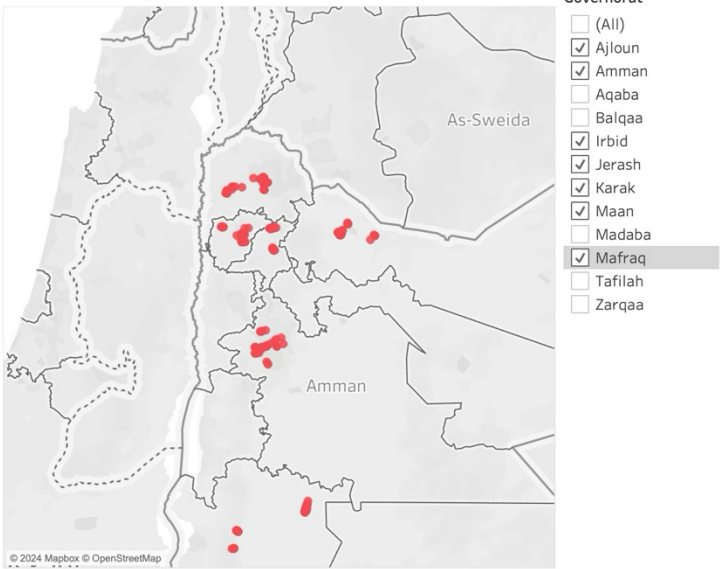 Governorat
(All)
Ajloun
Amman
Aqaba
Balqaa
Irbid
Jerash
Karak
Maan
Madaba
Mafraq
Tafilah
Zarqaa
As-Sweida
Amman
© 2024 Mapbox © OpenStreetMap